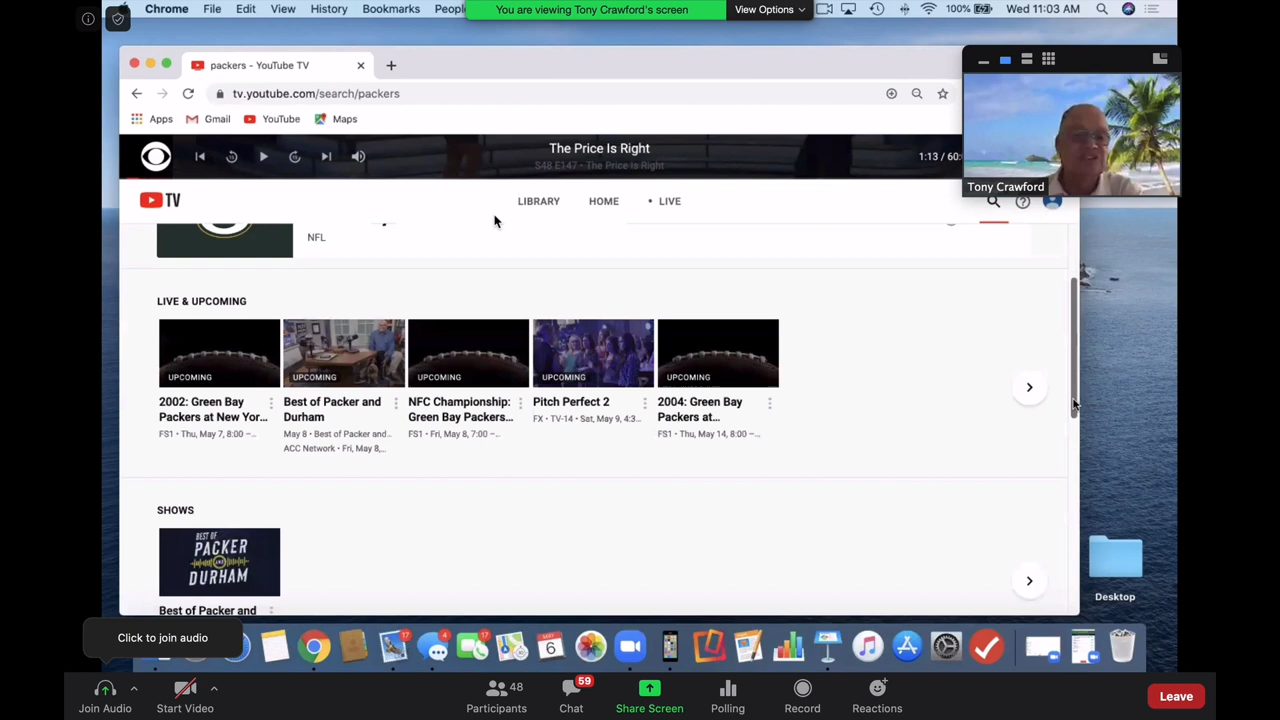 Chrome File Edit View History Bookmarks Peopl
You are viewing Tony Crawford's screen
View Options
100%
Wed 11:03 AM
packers - YouTube TV
tv.youtube.com/search/packers
Apps Gmail YouTube Maps
The Price Is Right
S48 E147 • The Price Is Right
1:13 / 60:
Tony Crawford
TV
LIBRARY HOME • LIVE
NFL
LIVE & UPCOMING
UPCOMING
2002: Green Bay
Packers at New Yor...
FS1 • Thu, May 7, 8:00 –...
UPCOMING
Best of Packer and
Durham
May 8 • Best of Packer and...
ACC Network • Fri, May 8,...
UPCOMING
NFC Championship:
Green Bay Packers...
FS1 • Fri, May 8, 7:00 –...
UPCOMING
Pitch Perfect 2
FX • TV-14 • Sat, May 9, 4:3...
UPCOMING
2004: Green Bay
Packers at...
FS1 • Thu, May 14, 8:00 –...
SHOWS
BEST OF
PACKER
AND
DURHAM
Best of Packer and
Desktop
Click to join audio
17
4
17
MAY
6
Join Audio
Start Video
48
Participants
59
Chat
Share Screen
Polling
Record
Reactions
Leave